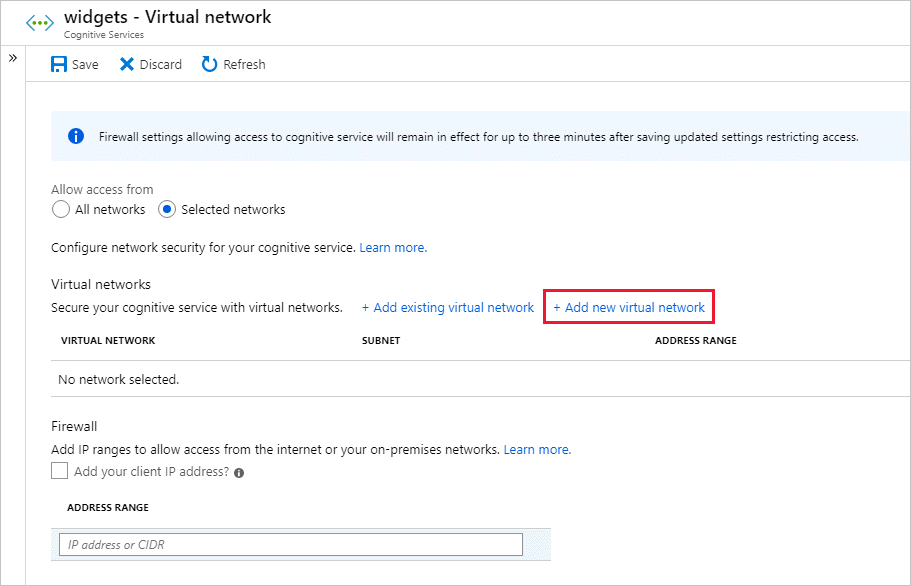 widgets - Virtual network
Cognitive Services
»
Save Discard Refresh
Firewall settings allowing access to cognitive service will remain in effect for up to three minutes after saving updated settings restricting access.
Allow access from
All networks Selected networks
Configure network security for your cognitive service. Learn more.
Virtual networks
Secure your cognitive service with virtual networks. + Add existing virtual network + Add new virtual network
VIRTUAL NETWORK SUBNET ADDRESS RANGE
No network selected.
Firewall
Add IP ranges to allow access from the internet or your on-premises networks. Learn more.
Add your client IP address?
ADDRESS RANGE
IP address or CIDR